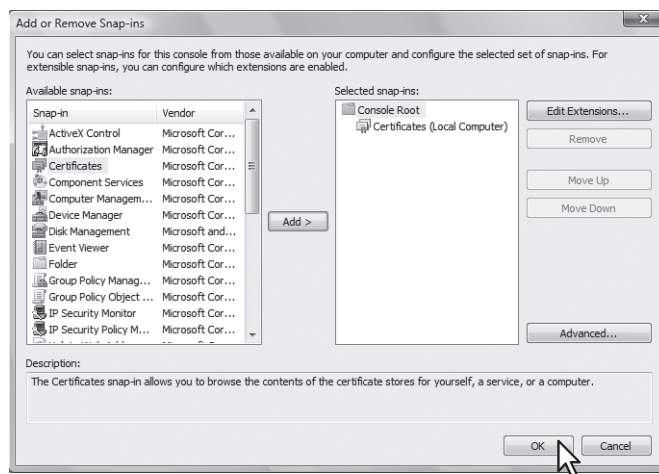 Add or Remove Snap-ins
You can select snap-ins for this console from those available on your computer and configure the selected set of snap-ins. For
extensible snap-ins, you can configure which extensions are enabled.
Available snap-ins:
Snap-in Vendor
ActiveX Control Microsoft Cor...
Authorization Manager Microsoft Cor...
Certificates Microsoft Cor...
Component Services Microsoft Cor...
Computer Managem... Microsoft Cor...
Device Manager Microsoft Cor...
Disk Management Microsoft and...
Event Viewer Microsoft Cor...
Folder Microsoft Cor...
Group Policy Manag... Microsoft Cor...
Group Policy Object ... Microsoft Cor...
IP Security Monitor Microsoft Cor...
IP Security Policy M... Microsoft Cor...
Add >
Selected snap-ins:
Console Root
Certificates (Local Computer)
Edit Extensions...
Remove
Move Up
Move Down
Advanced...
Description:
The Certificates snap-in allows you to browse the contents of the certificate stores for yourself, a service, or a computer.
OK Cancel